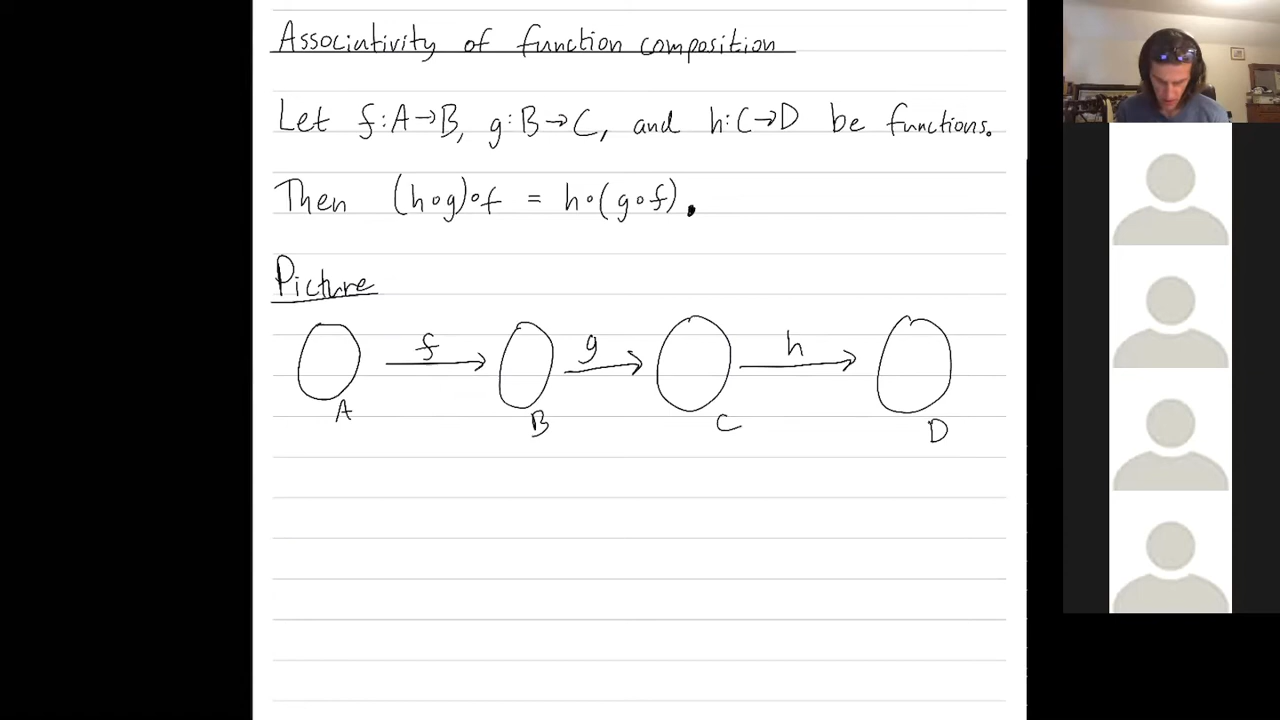 Associativity of function composition
Let f:A→B, g:B→C, and h:C→D be functions.
Then (h∘g)∘f = h∘(g∘f).
Picture
f g h
A B C D